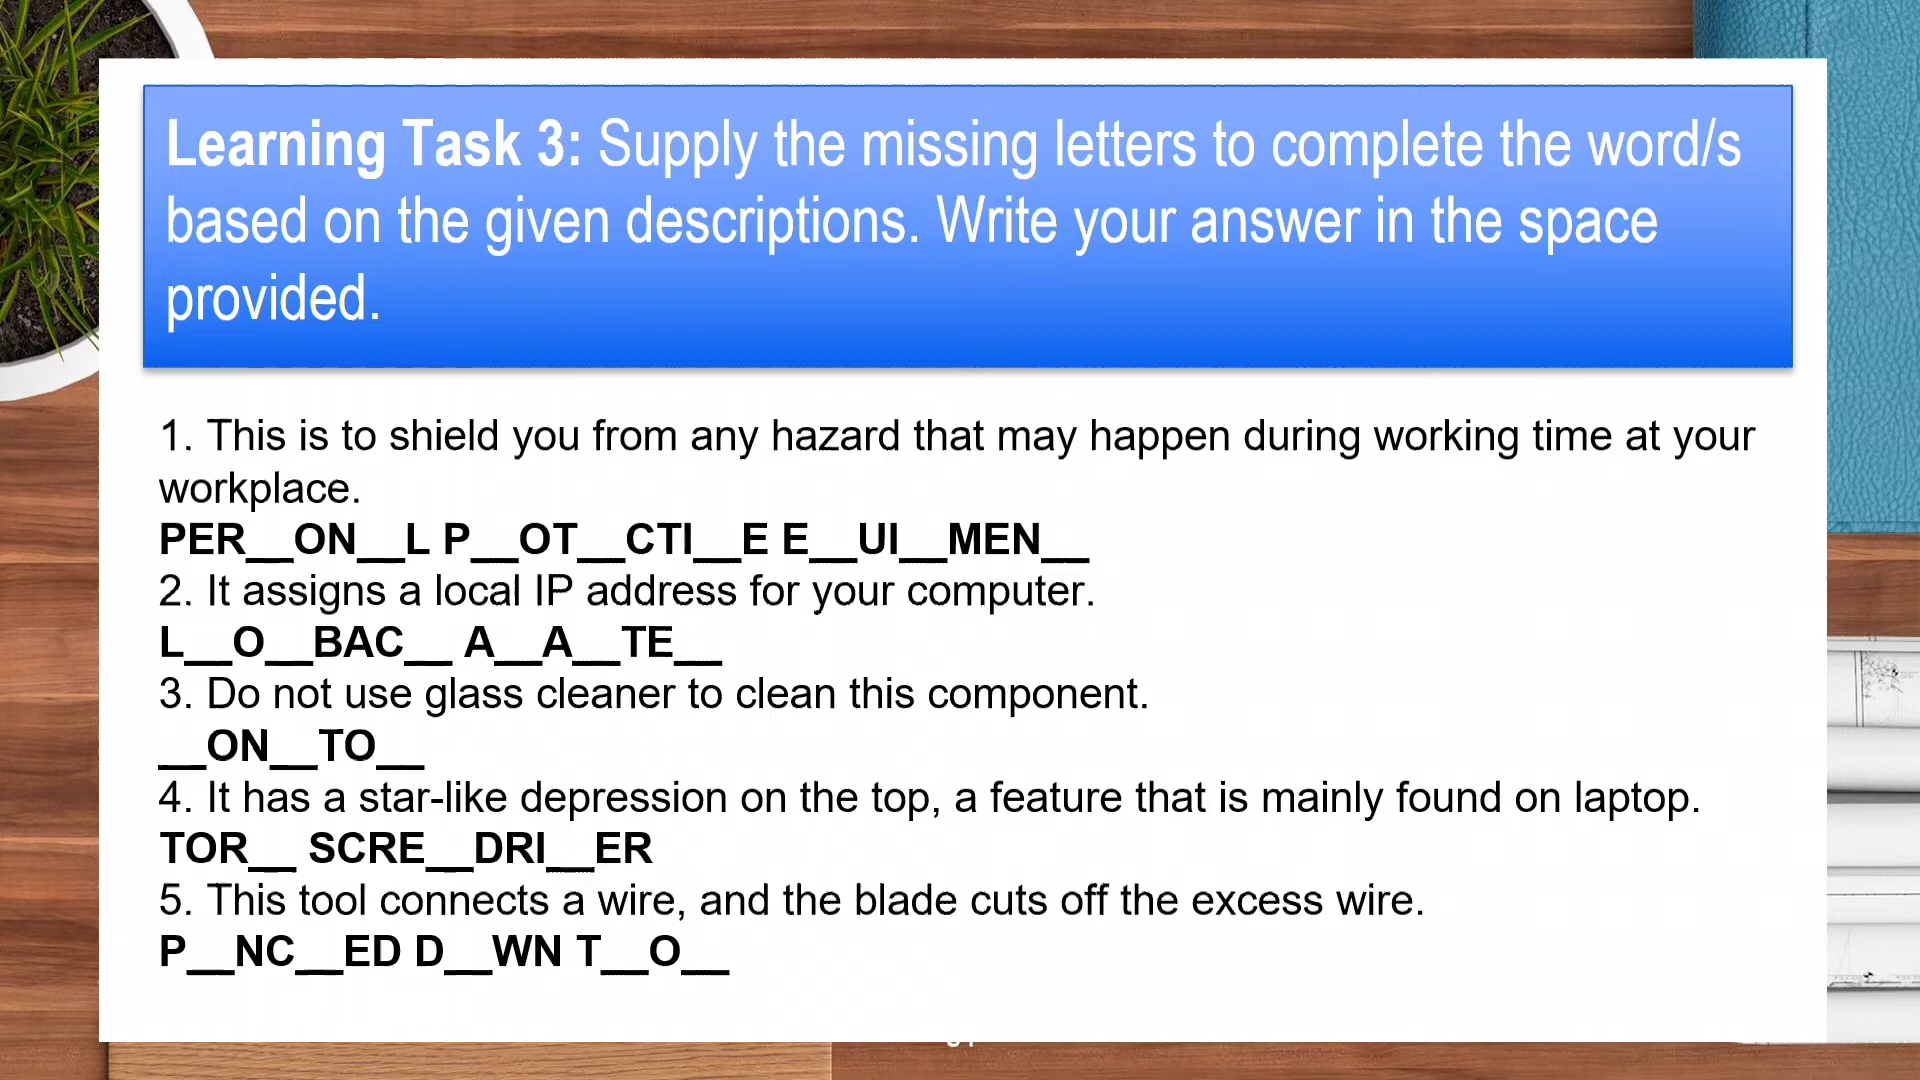 Learning Task 3: Supply the missing letters to complete the word/s
based on the given descriptions. Write your answer in the space
provided.
1. This is to shield you from any hazard that may happen during working time at your
workplace.
PER__ON__L P__OT__CTI__E E__UI__MEN__
2. It assigns a local IP address for your computer.
L__O__BAC__ A__A__TE__
3. Do not use glass cleaner to clean this component.
__ON__TO__
4. It has a star-like depression on the top, a feature that is mainly found on laptop.
TOR__ SCRE__DRI__ER
5. This tool connects a wire, and the blade cuts off the excess wire.
P__NC__ED D__WN T__O__